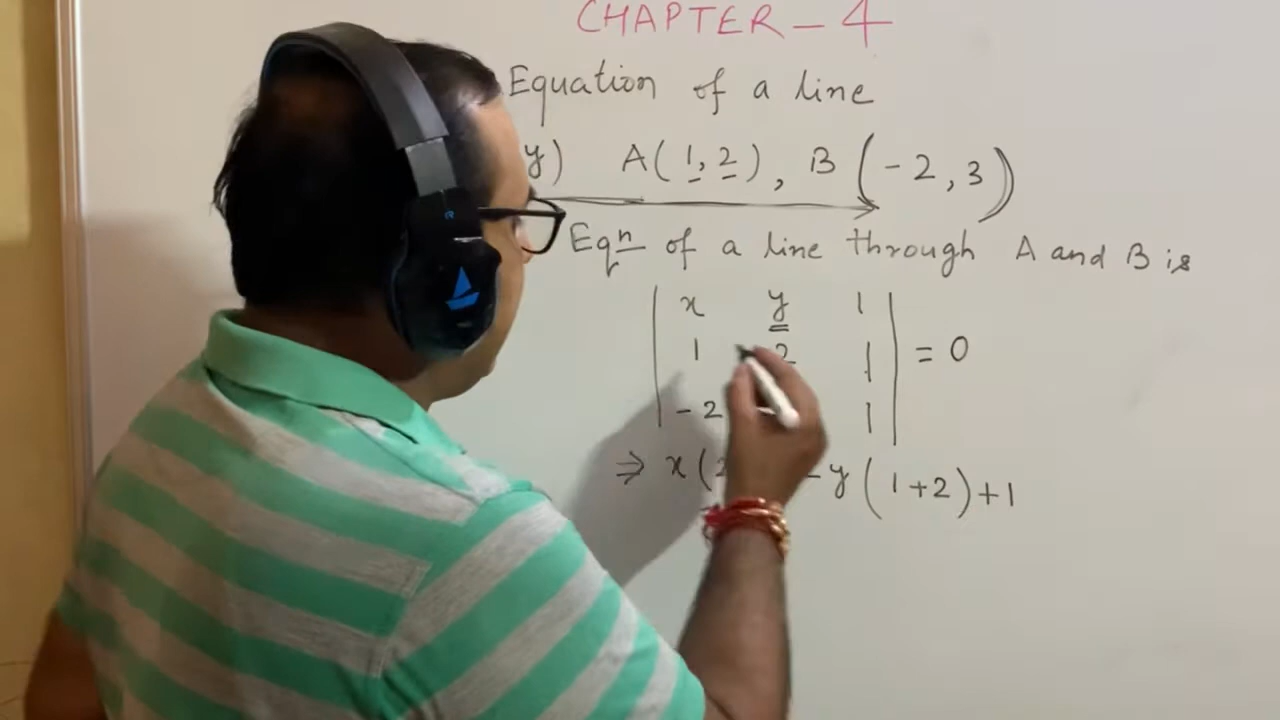 CHAPTER - 4
Equation of a line
y) A(1,2), B(-2,3)
Eqn of a line through A and B is
| x y 1 |
| 1 2 1 | = 0
| -2 1 |
⇒ x( - y(1+2)+1